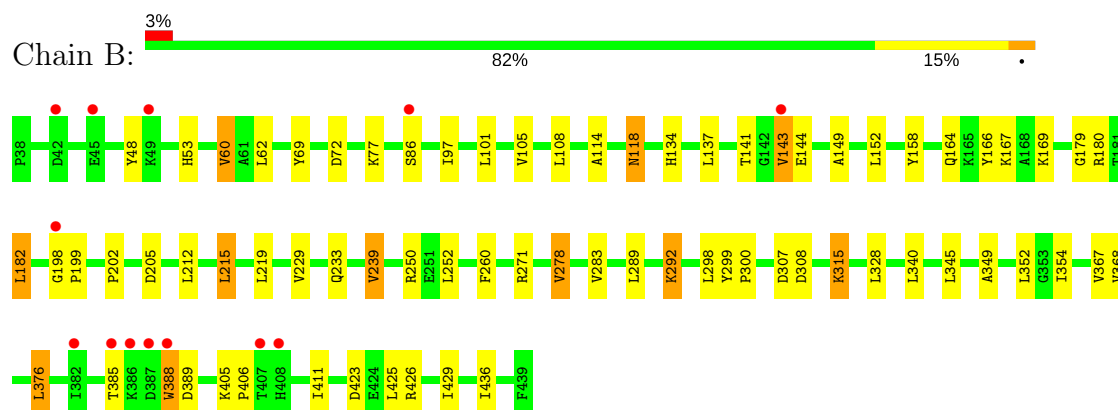 3%
Chain B:
82% 15% •
P38 D42 E45 Y48 K49 H53 V60 A61 L62 Y69 D72 K77 S86 I97 L101 V105 L108 A114 N118 H134 L137 T141 G142 V143 E144 A149 L152 Y158 Q164 K165 Y166 K167 A168 K169 G179 R180 T181
L182 G198 P199 P202 D205 L212 L215 L219 V229 Q233 V239 R250 E251 L252 F260 R271 V278 V283 L289 K292 L298 Y299 P300 D307 D308 K315 L328 L340 L345 A349 L352 G353 I354 V367
L376 I382 T385 K386 D387 W388 D389 K405 P406 T407 H408 I411 D423 E424 L425 R426 I429 I436 F439